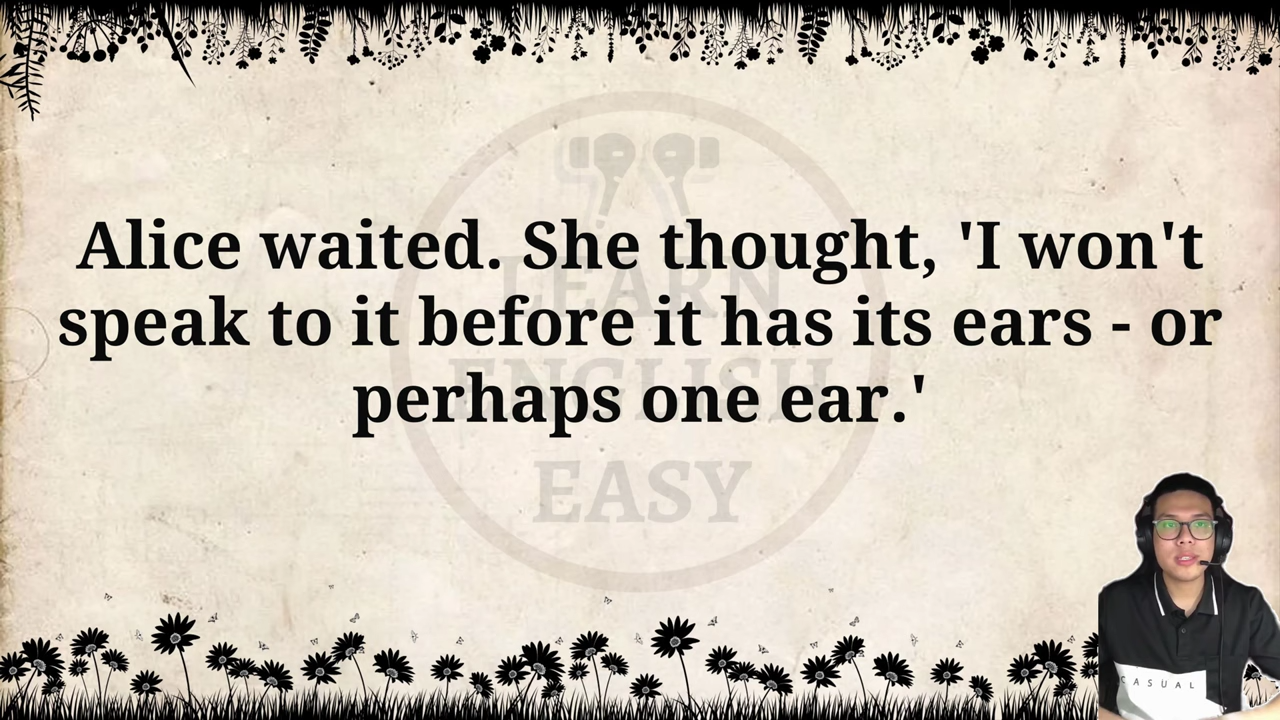 Alice waited. She thought, 'I won't
speak to it before it has its ears - or
perhaps one ear.'
LEARN
ENGLISH
EASY
CASUAL